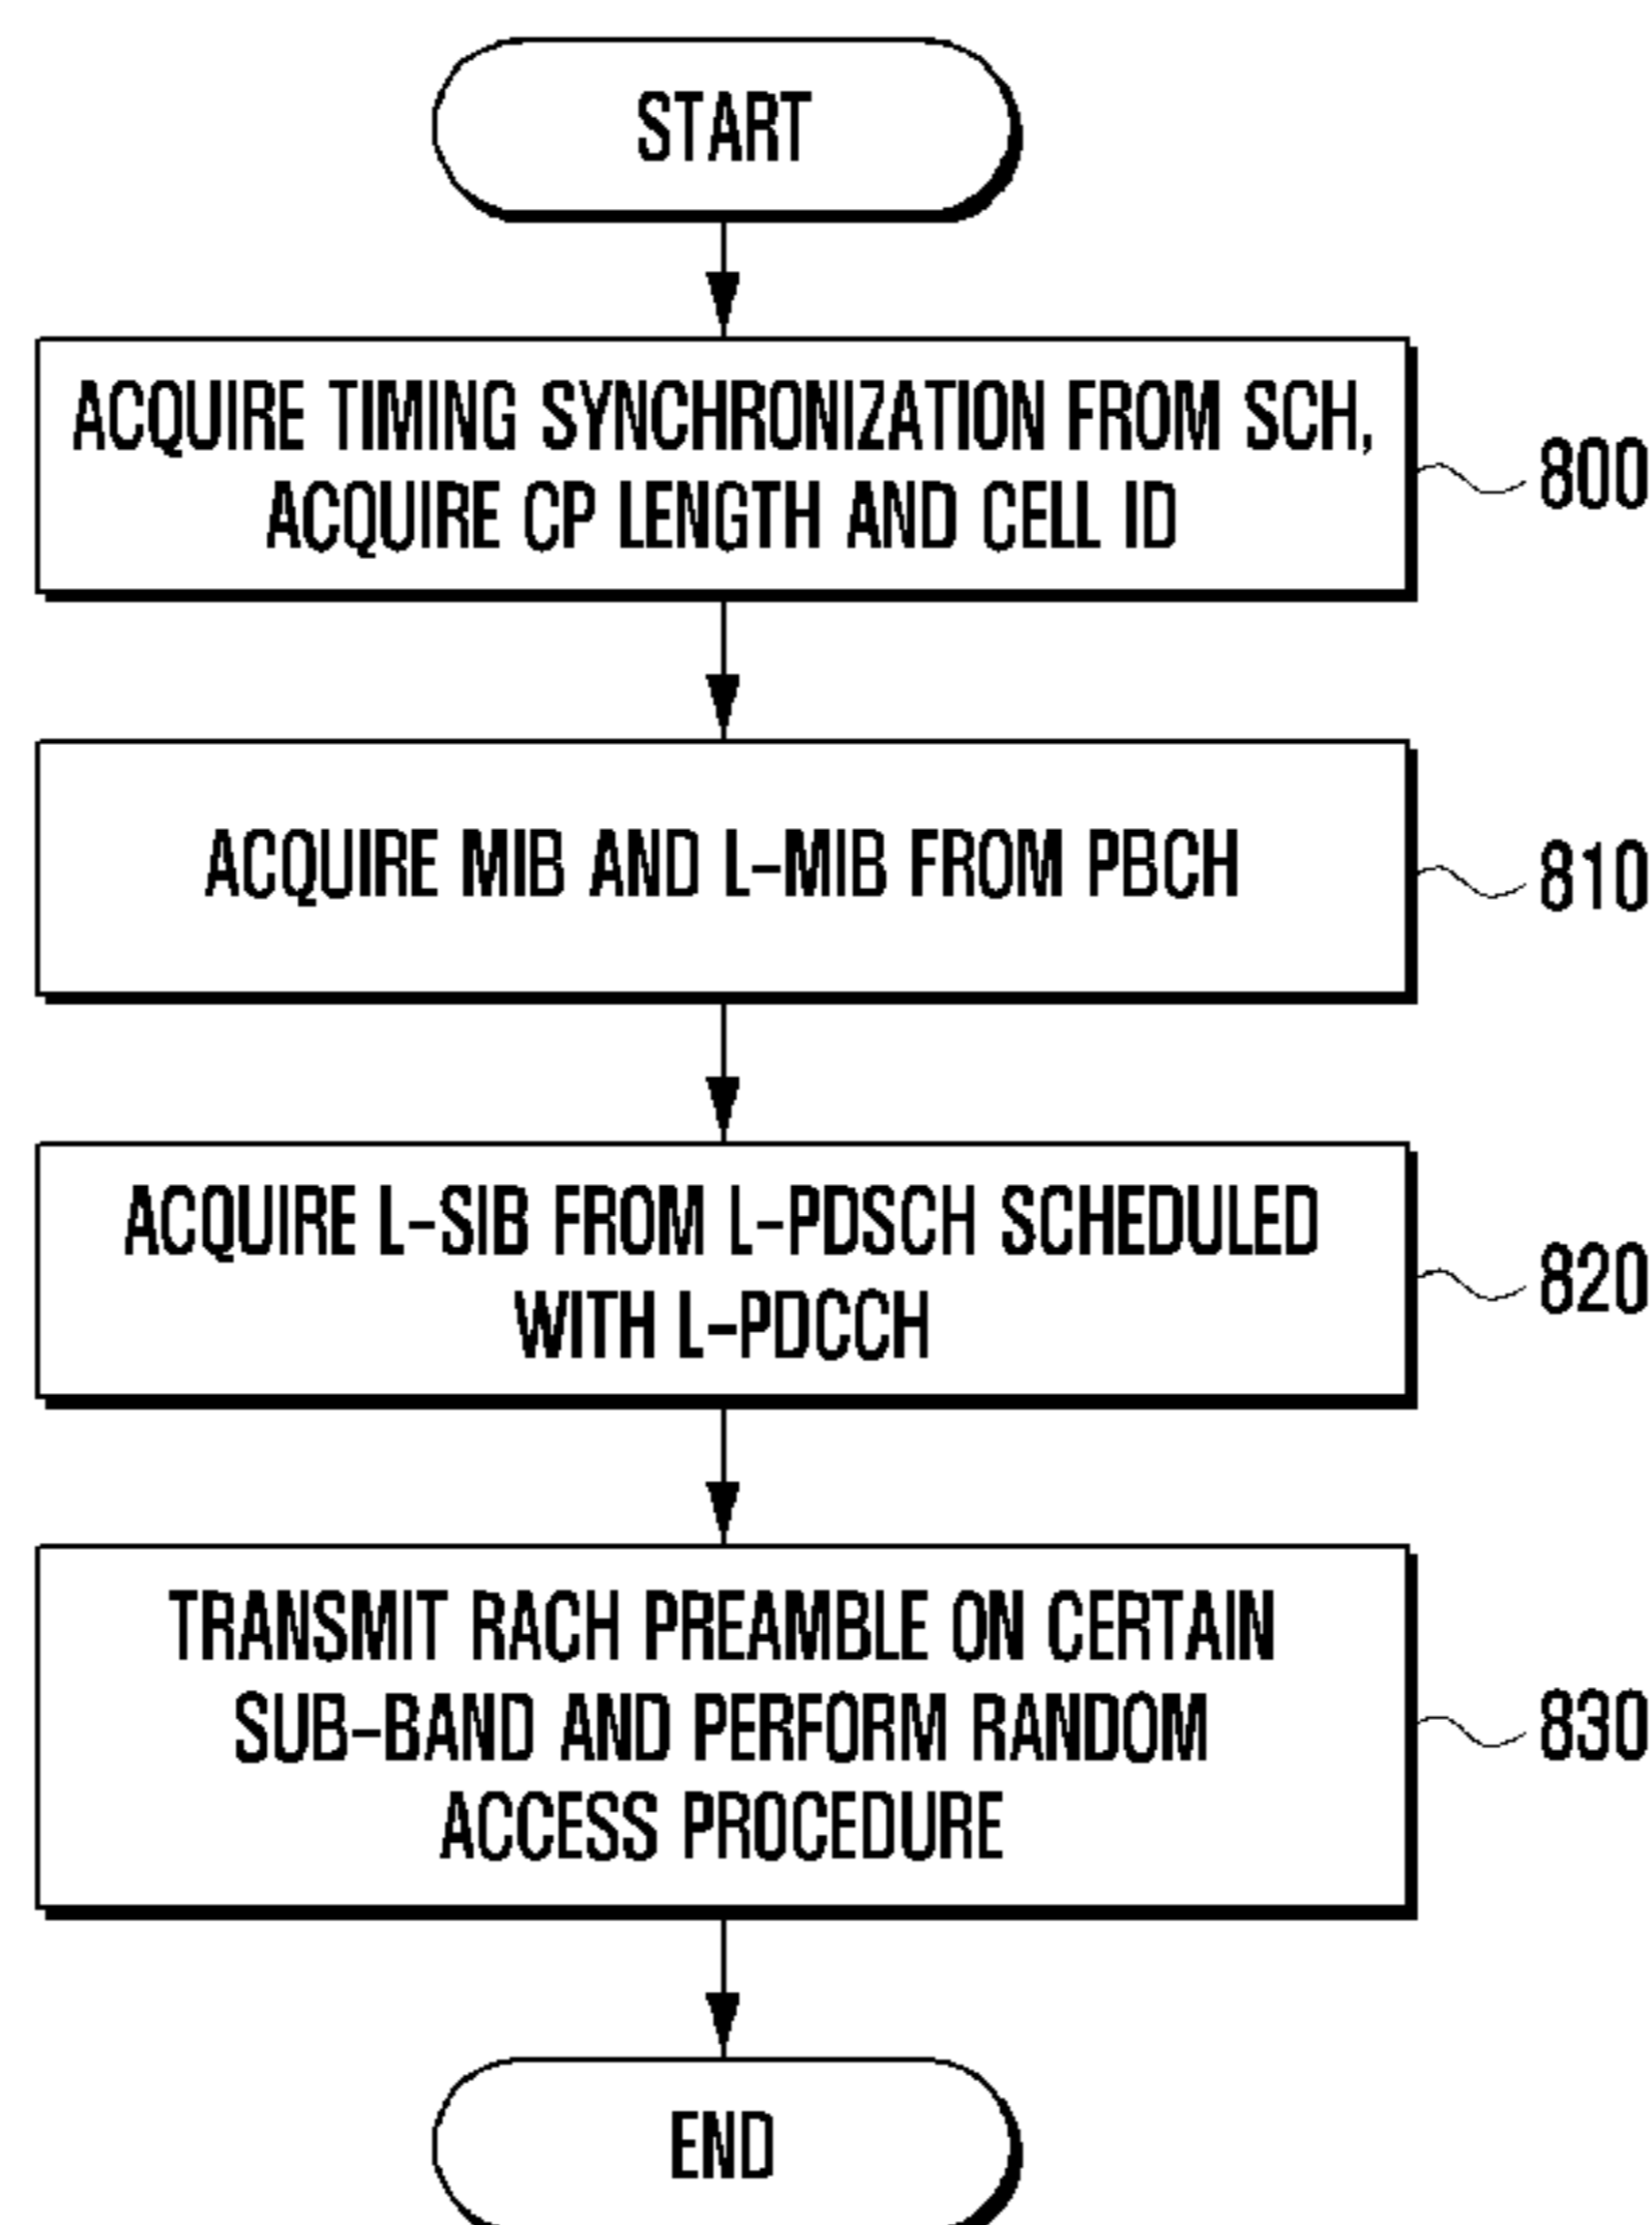 START
ACQUIRE TIMING SYNCHRONIZATION FROM SCH,
ACQUIRE CP LENGTH AND CELL ID
800
ACQUIRE MIB AND L-MIB FROM PBCH
810
ACQUIRE L-SIB FROM L-PDSCH SCHEDULED
WITH L-PDCCH
820
TRANSMIT RACH PREAMBLE ON CERTAIN
SUB-BAND AND PERFORM RANDOM
ACCESS PROCEDURE
830
END